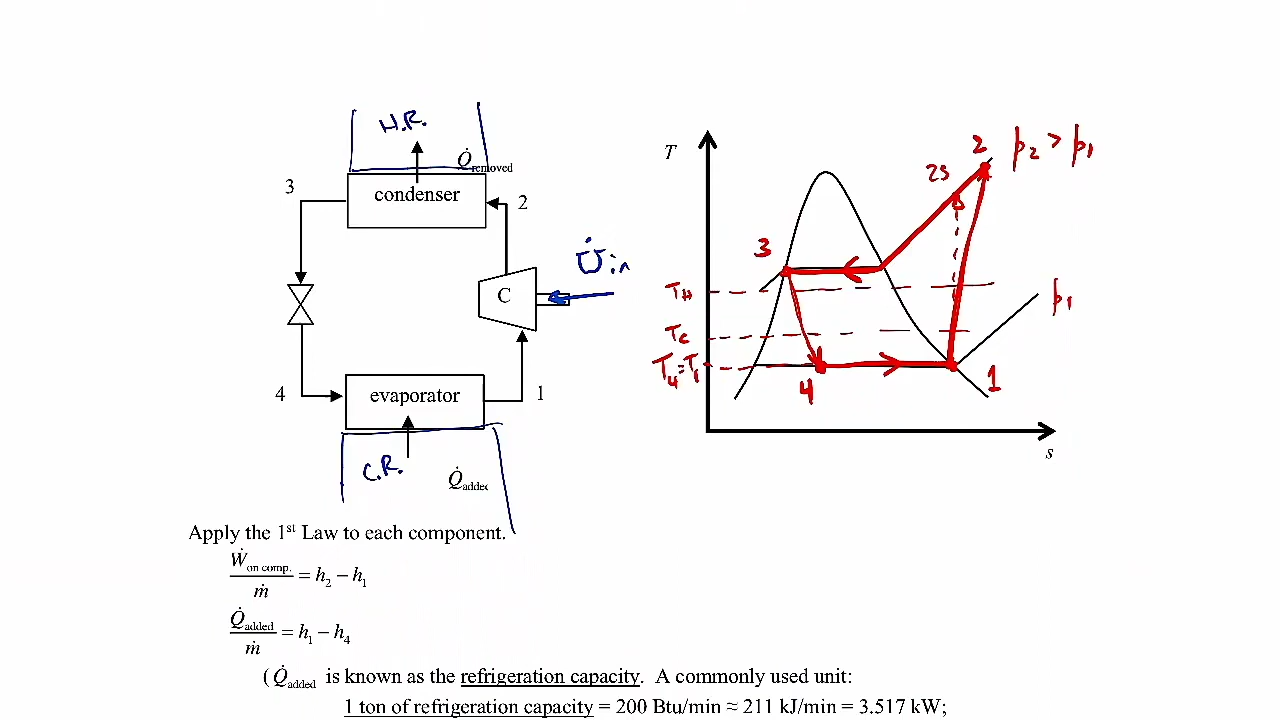 H.R.
Q̇removed
condenser
3
2
Ẇin
C
4
evaporator
1
C.R.
Q̇added
T
2
p2 > p1
2s
3
TH
p1
TC
T4=T1
4
1
s
Apply the 1st Law to each component.
Ẇon comp. / ṁ = h2 − h1
Q̇added / ṁ = h1 − h4
(Q̇added is known as the refrigeration capacity. A commonly used unit:
1 ton of refrigeration capacity = 200 Btu/min ≈ 211 kJ/min = 3.517 kW;